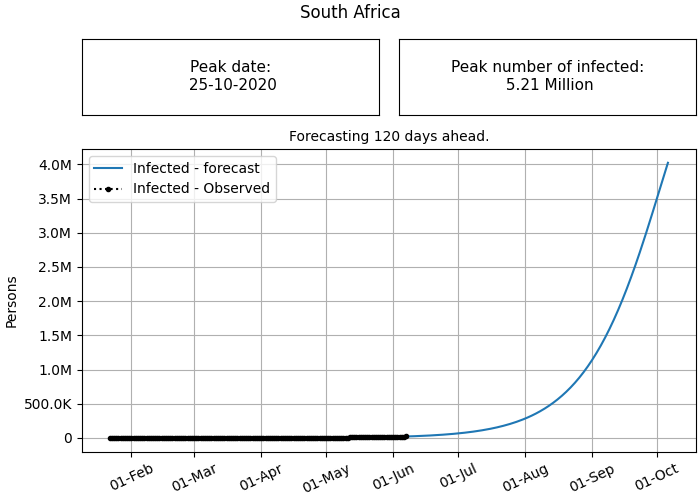 South Africa
Peak date:
25-10-2020
Peak number of infected:
5.21 Million
Forecasting 120 days ahead.
Infected - forecast
Infected - Observed
4.0M
3.5M
3.0M
2.5M
2.0M
1.5M
1.0M
500.0K
0
Persons
01-Feb
01-Mar
01-Apr
01-May
01-Jun
01-Jul
01-Aug
01-Sep
01-Oct